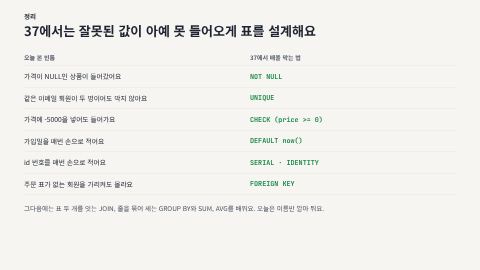 정리
37에서는 잘못된 값이 아예 못 들어오게 표를 설계해요
오늘 본 빈틈 37에서 배울 막는 법
가격이 NULL인 상품이 들어갔어요 NOT NULL
같은 이메일 회원이 두 명이어도 막지 않아요 UNIQUE
가격에 -5000을 넣어도 들어가요 CHECK (price >= 0)
가입일을 매번 손으로 적어요 DEFAULT now()
id 번호를 매번 손으로 적어요 SERIAL · IDENTITY
주문 표가 없는 회원을 가리켜도 몰라요 FOREIGN KEY
그다음에는 표 두 개를 잇는 JOIN, 줄을 묶어 세는 GROUP BY와 SUM, AVG를 배워요. 오늘은 이름만 알아 둬요.